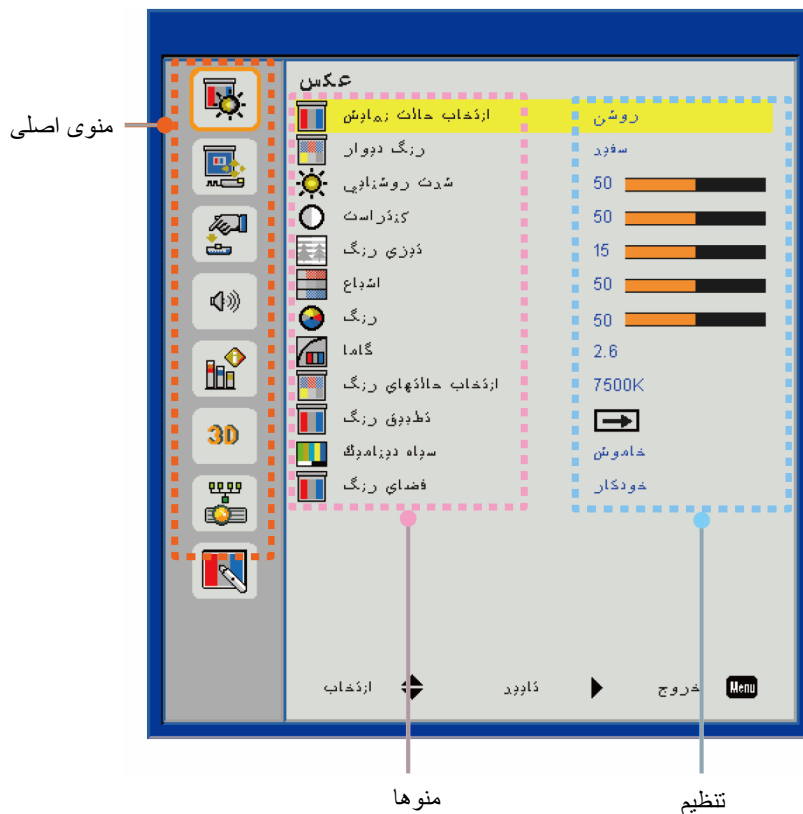 عکس
منوی اصلی
انتخاب حالت نمایش روشن
رنگ دیوار سفید
شدت روشنایی 50
کنتراست 50
تیزی رنگ 15
اشباع 50
رنگ 50
گاما 2.6
انتخاب حالتهای رنگ 7500K
تطبیق رنگ
سیاه دینامیك خاموش
فضای رنگ خودکار
3D
انتخاب تایید خروج Menu
منوها تنظیم